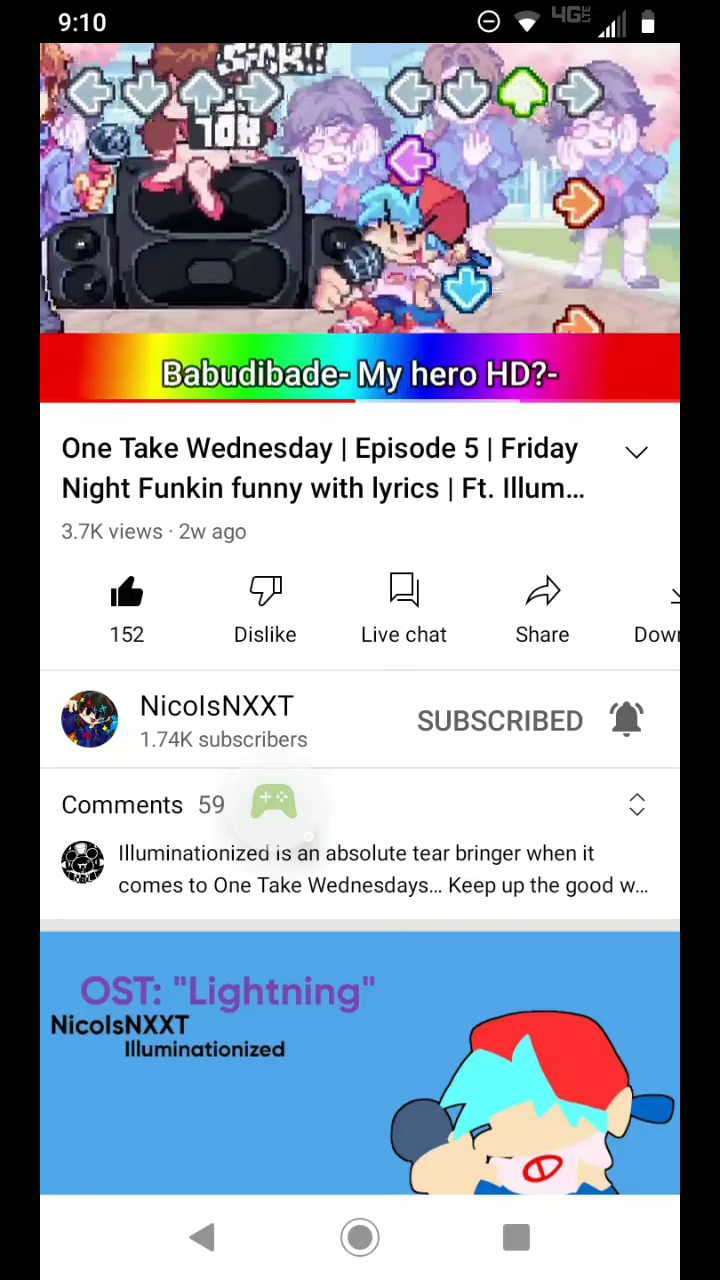 9:10
4G LTE
Babudibade- My hero HD?-
One Take Wednesday | Episode 5 | Friday
Night Funkin funny with lyrics | Ft. Illum...
3.7K views · 2w ago
152
Dislike
Live chat
Share
Down
NicolsNXXT
1.74K subscribers
SUBSCRIBED
Comments 59
Illuminationized is an absolute tear bringer when it
comes to One Take Wednesdays... Keep up the good w...
OST: "Lightning"
NicolsNXXT
Illuminationized